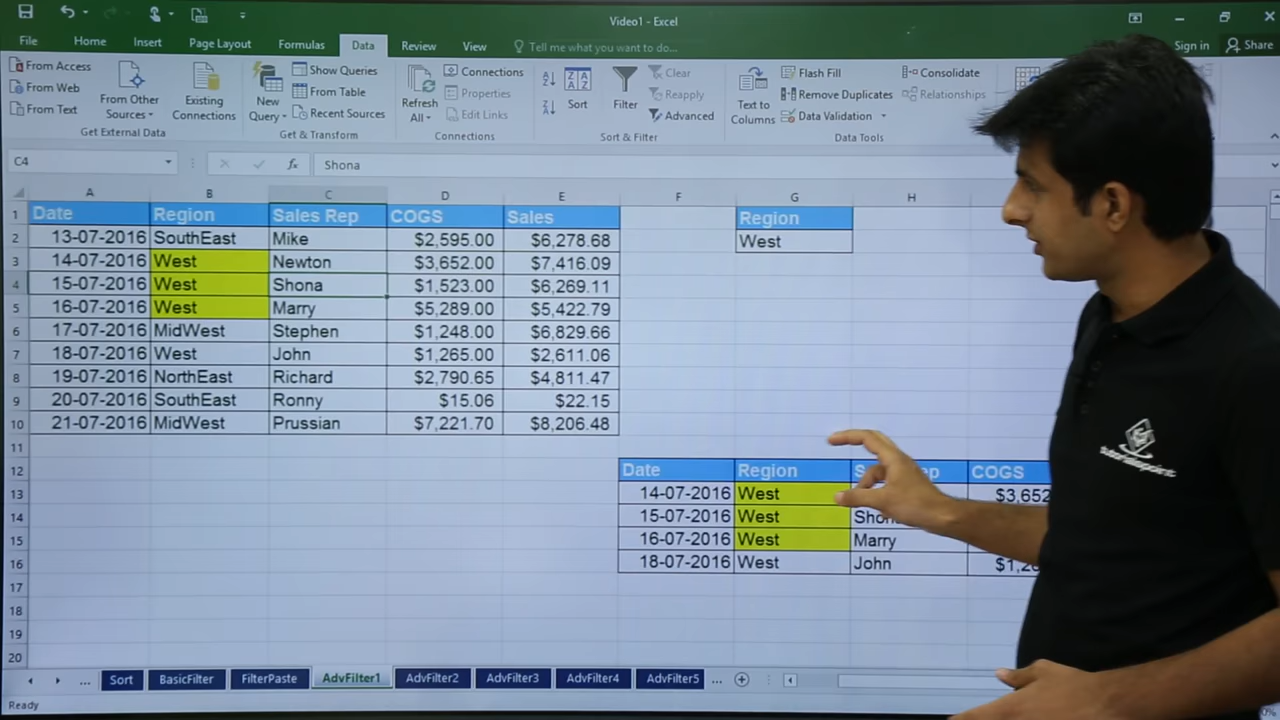 Video1 - Excel
File Home Insert Page Layout Formulas Data Review View Tell me what you want to do... Sign in Share
From Access
From Web
From Text
From Other Sources
Existing Connections
Get External Data
New Query
Show Queries
From Table
Recent Sources
Get & Transform
Refresh All
Connections
Properties
Edit Links
Connections
Sort
Filter
Clear
Reapply
Advanced
Sort & Filter
Text to Columns
Flash Fill
Remove Duplicates
Data Validation
Consolidate
Relationships
Data Tools
C4 fx Shona
A B C D E F G H
1 Date Region Sales Rep COGS Sales Region
2 13-07-2016 SouthEast Mike $2,595.00 $6,278.68 West
3 14-07-2016 West Newton $3,652.00 $7,416.09
4 15-07-2016 West Shona $1,523.00 $6,269.11
5 16-07-2016 West Marry $5,289.00 $5,422.79
6 17-07-2016 MidWest Stephen $1,248.00 $6,829.66
7 18-07-2016 West John $1,265.00 $2,611.06
8 19-07-2016 NorthEast Richard $2,790.65 $4,811.47
9 20-07-2016 SouthEast Ronny $15.06 $22.15
10 21-07-2016 MidWest Prussian $7,221.70 $8,206.48
11
12 Date Region COGS
13 14-07-2016 West $3,652
14 15-07-2016 West
15 16-07-2016 West Marry
16 18-07-2016 West John
17
18
19
20
... Sort BasicFilter FilterPaste AdvFilter1 AdvFilter2 AdvFilter3 AdvFilter4 AdvFilter5 ...
Ready
tutorialspoint